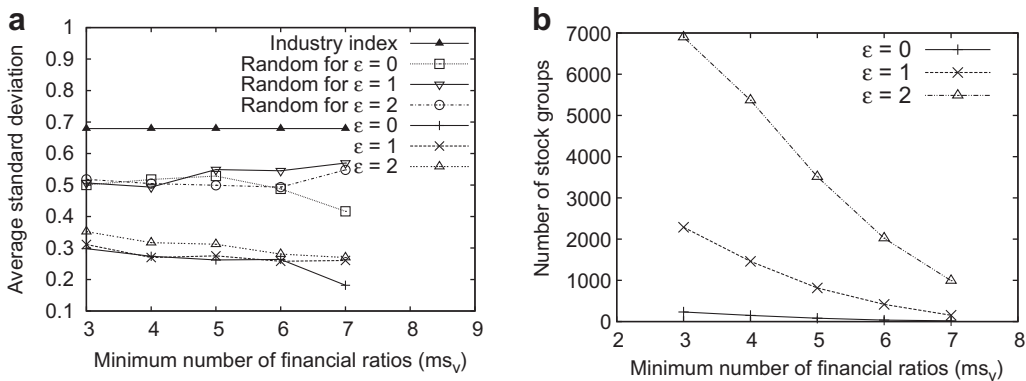 a
1
0.9
0.8
0.7
0.6
0.5
0.4
0.3
0.2
0.1
3
4
5
6
7
8
9
Average standard deviation
Minimum number of financial ratios (msv)
Industry index
Random for ε = 0
Random for ε = 1
Random for ε = 2
ε = 0
ε = 1
ε = 2
b
7000
6000
5000
4000
3000
2000
1000
0
2
3
4
5
6
7
8
Number of stock groups
Minimum number of financial ratios (msv)
ε = 0
ε = 1
ε = 2